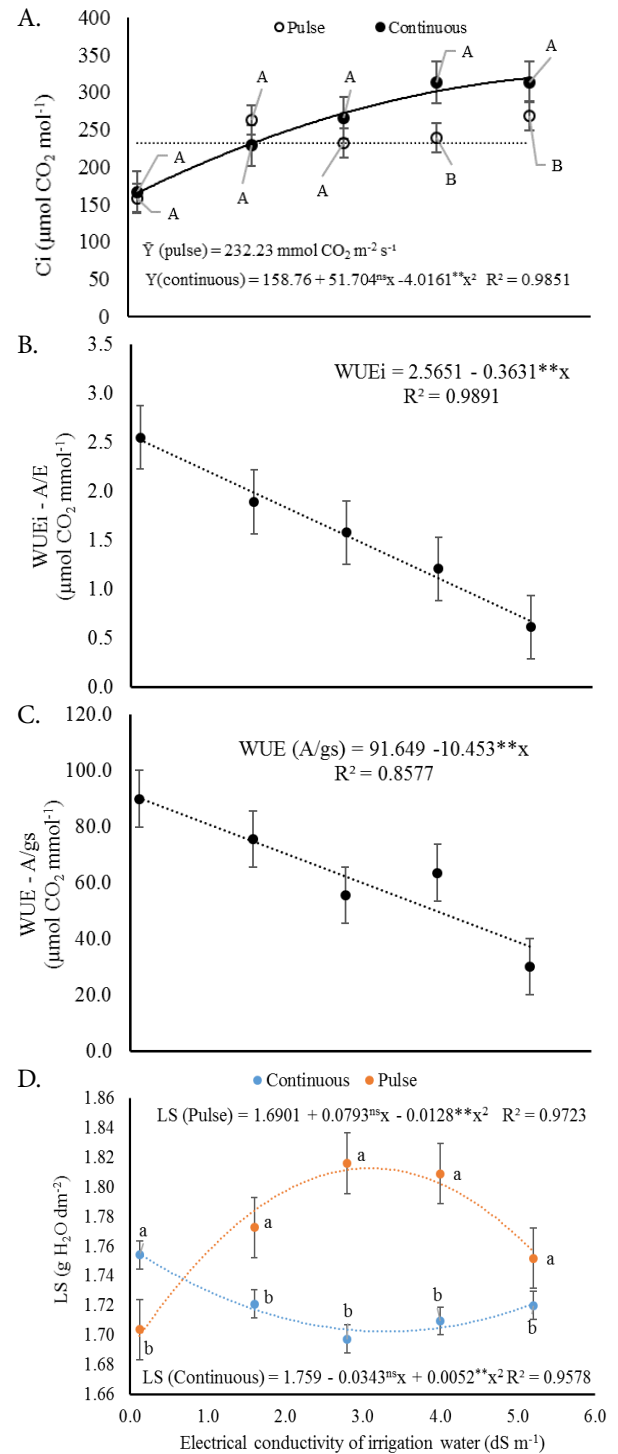 A.
400
350
300
250
200
150
100
50
0
Ci (μmol CO₂ mol⁻¹)
Pulse Continuous
A A A A A
A A A B B
Ȳ (pulse) = 232.23 mmol CO₂ m⁻² s⁻¹
Y(continuous) = 158.76 + 51.704ⁿˢx -4.0161**x² R² = 0.9851
B.
3.5
3.0
2.5
2.0
1.5
1.0
0.5
0.0
WUEi - A/E
(μmol CO₂ mmol⁻¹)
WUEi = 2.5651 - 0.3631**x
R² = 0.9891
C.
120.0
100.0
80.0
60.0
40.0
20.0
0.0
WUE - A/gs
(μmol CO₂ mmol⁻¹)
WUE (A/gs) = 91.649 -10.453**x
R² = 0.8577
D.
Continuous Pulse
1.86
1.84
1.82
1.80
1.78
1.76
1.74
1.72
1.70
1.68
1.66
LS (g H₂O dm⁻²)
LS (Pulse) = 1.6901 + 0.0793ⁿˢx - 0.0128**x² R² = 0.9723
a a a a a
b b b b b
LS (Continuous) = 1.759 - 0.0343ⁿˢx + 0.0052**x² R² = 0.9578
0.0 1.0 2.0 3.0 4.0 5.0 6.0
Electrical conductivity of irrigation water (dS m⁻¹)